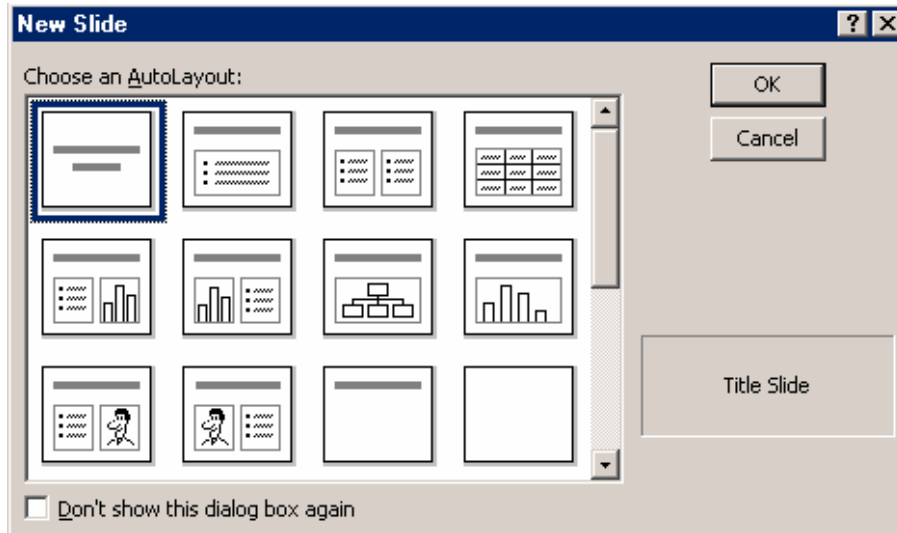 New Slide
Choose an AutoLayout:
OK
Cancel
Title Slide
Don't show this dialog box again